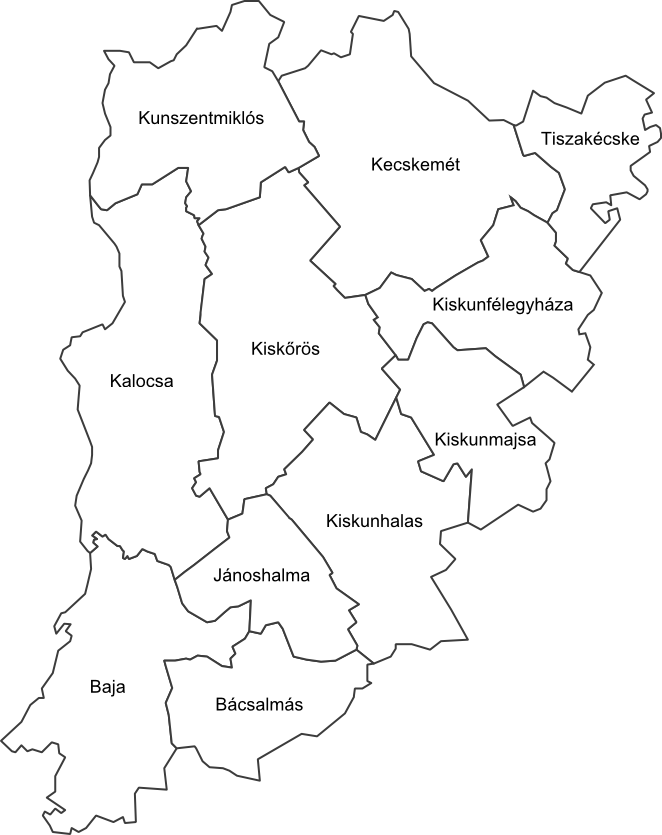 Kunszentmiklós
Tiszakécske
Kecskemét
Kiskunfélegyháza
Kiskőrös
Kalocsa
Kiskunmajsa
Kiskunhalas
Jánoshalma
Baja
Bácsalmás